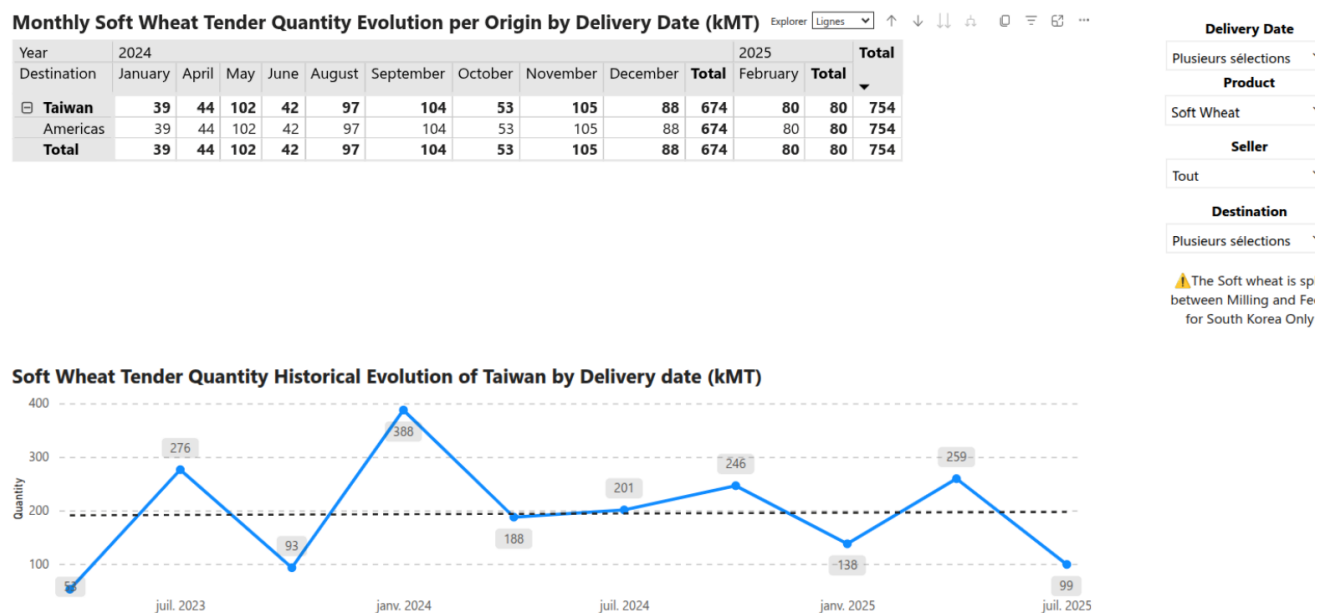 Monthly Soft Wheat Tender Quantity Evolution per Origin by Delivery Date (kMT) Explorer Lignes
Delivery Date
Plusieurs sélections
Product
Soft Wheat
Seller
Tout
Destination
Plusieurs sélections
⚠The Soft wheat is sp
between Milling and Fe
for South Korea Only
Year 2024 2025 Total
Destination January April May June August September October November December Total February Total
Taiwan 39 44 102 42 97 104 53 105 88 674 80 80 754
Americas 39 44 102 42 97 104 53 105 88 674 80 80 754
Total 39 44 102 42 97 104 53 105 88 674 80 80 754
Soft Wheat Tender Quantity Historical Evolution of Taiwan by Delivery date (kMT)
Quantity
400
300
200
100
276
93
388
188
201
246
138
259
99
juil. 2023 janv. 2024 juil. 2024 janv. 2025 juil. 2025